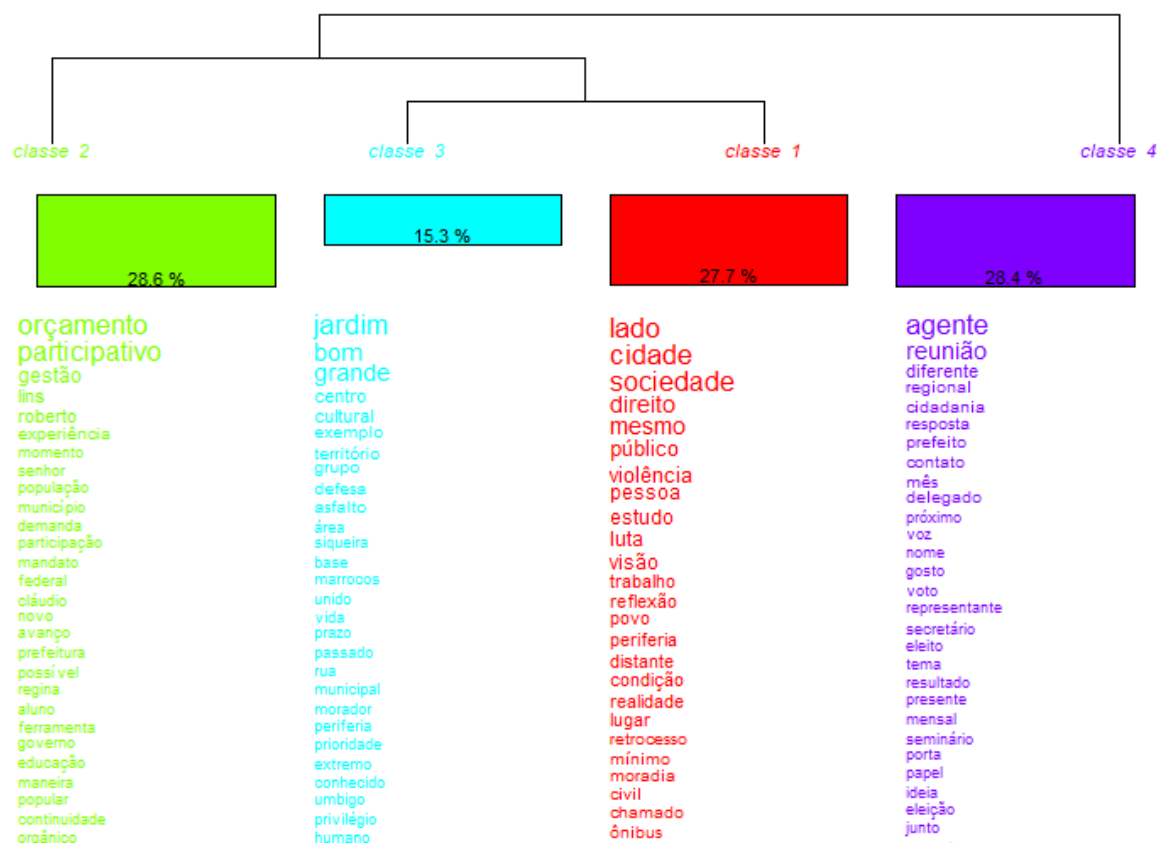 classe 2
classe 3
classe 1
classe 4
28.6 %
15.3 %
27.7 %
28.4 %
orçamento
participativo
gestão
lins
roberto
experiência
momento
senhor
população
município
demanda
participação
mandato
federal
cláudio
novo
avanço
prefeitura
possível
regina
aluno
ferramenta
governo
educação
maneira
popular
continuidade
orgânico
jardim
bom
grande
centro
cultural
exemplo
território
grupo
defesa
asfalto
área
siqueira
base
marrocos
unido
vida
prazo
passado
rua
municipal
morador
periferia
prioridade
extremo
conhecido
umbigo
privilégio
humano
lado
cidade
sociedade
direito
mesmo
público
violência
pessoa
estudo
luta
visão
trabalho
reflexão
povo
periferia
distante
condição
realidade
lugar
retrocesso
mínimo
moradia
civil
chamado
ônibus
agente
reunião
diferente
regional
cidadania
resposta
prefeito
contato
mês
delegado
próximo
voz
nome
gosto
voto
representante
secretário
eleito
tema
resultado
presente
mensal
seminário
porta
papel
ideia
eleição
junto